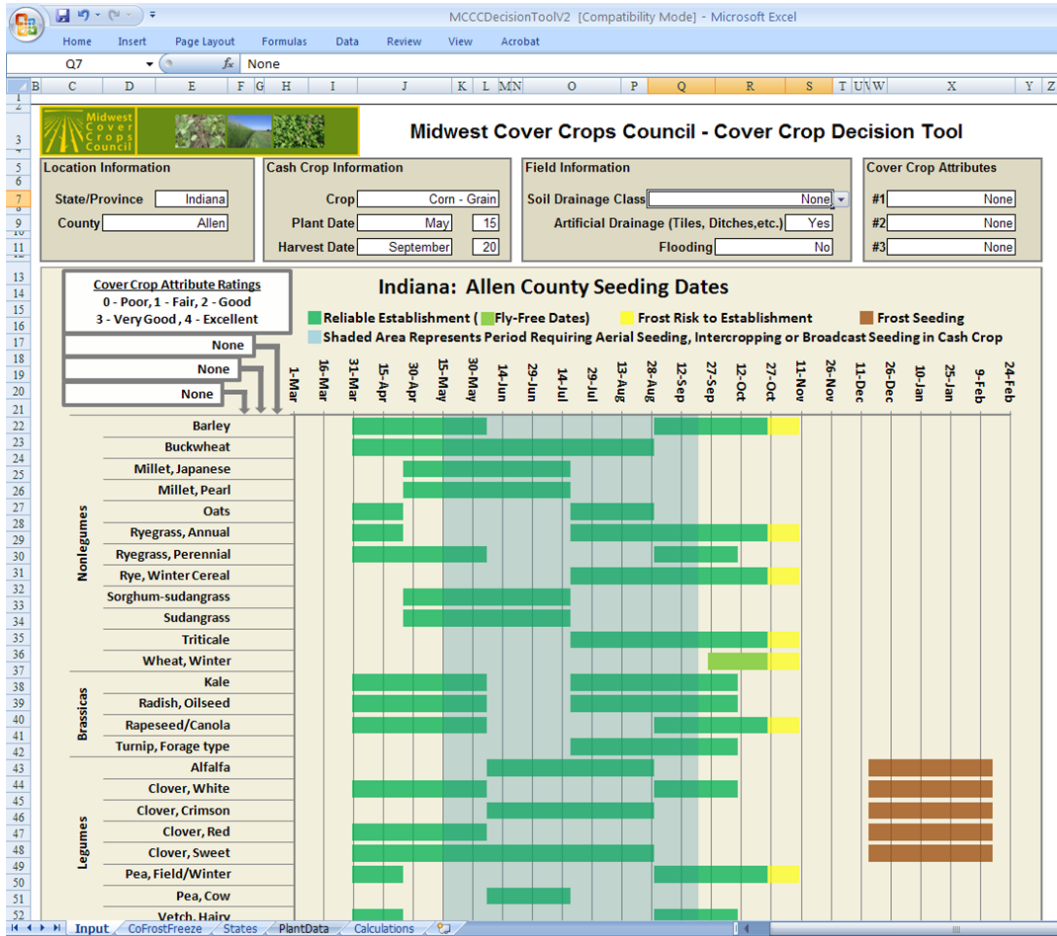 MCCCDecisionToolV2 [Compatibility Mode] - Microsoft Excel
Home Insert Page Layout Formulas Data Review View Acrobat
Q7 fx None
B C D E F G H I J K L M N O P Q R S T U V W X Y Z
Midwest Cover Crops Council
Midwest Cover Crops Council - Cover Crop Decision Tool
Location Information
State/Province Indiana
County Allen
Cash Crop Information
Crop Corn - Grain
Plant Date May 15
Harvest Date September 20
Field Information
Soil Drainage Class None
Artificial Drainage (Tiles, Ditches,etc.) Yes
Flooding No
Cover Crop Attributes
#1 None
#2 None
#3 None
Cover Crop Attribute Ratings
0 - Poor, 1 - Fair, 2 - Good
3 - Very Good , 4 - Excellent
None
None
None
Indiana: Allen County Seeding Dates
Reliable Establishment ( Fly-Free Dates) Frost Risk to Establishment Frost Seeding
Shaded Area Represents Period Requiring Aerial Seeding, Intercropping or Broadcast Seeding in Cash Crop
1-Mar 16-Mar 31-Mar 15-Apr 30-Apr 15-May 30-May 14-Jun 29-Jun 14-Jul 29-Jul 13-Aug 28-Aug 12-Sep 27-Sep 12-Oct 27-Oct 11-Nov 26-Nov 11-Dec 26-Dec 10-Jan 25-Jan 9-Feb 24-Feb
Nonlegumes
Barley
Buckwheat
Millet, Japanese
Millet, Pearl
Oats
Ryegrass, Annual
Ryegrass, Perennial
Rye, Winter Cereal
Sorghum-sudangrass
Sudangrass
Triticale
Wheat, Winter
Brassicas
Kale
Radish, Oilseed
Rapeseed/Canola
Turnip, Forage type
Legumes
Alfalfa
Clover, White
Clover, Crimson
Clover, Red
Clover, Sweet
Pea, Field/Winter
Pea, Cow
Vetch, Hairy
Input CoFrostFreeze States PlantData Calculations